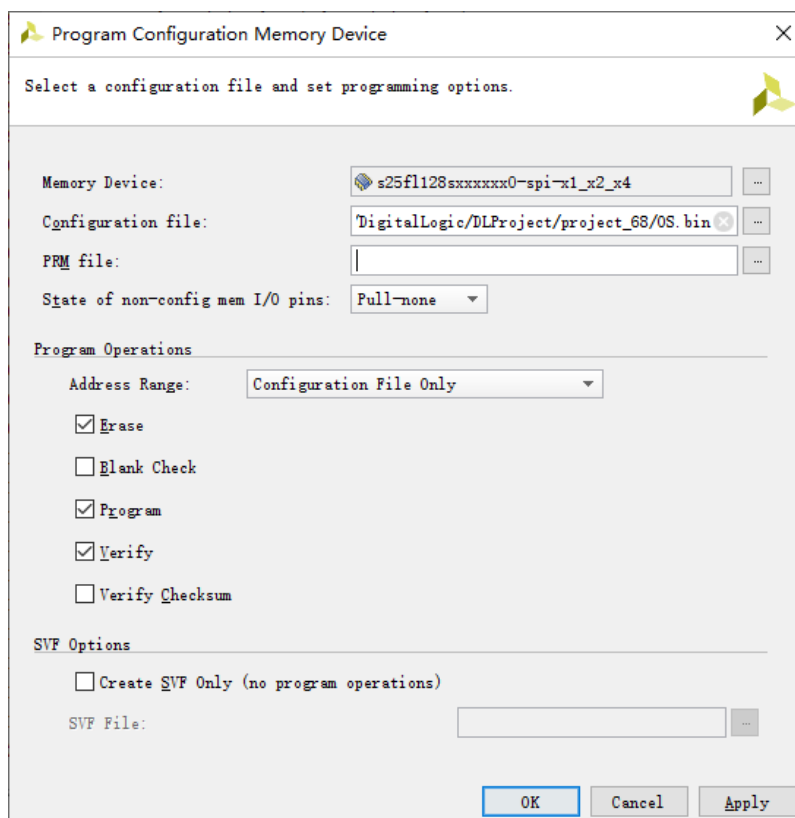 Program Configuration Memory Device
Select a configuration file and set programming options.
Memory Device: s25fl128sxxxxxx0-spi-x1_x2_x4 ...
Configuration file: DigitalLogic/DLProject/project_68/OS.bin ...
PRM file: ...
State of non-config mem I/O pins: Pull-none
Program Operations
Address Range: Configuration File Only
Erase
Blank Check
Program
Verify
Verify Checksum
SVF Options
Create SVF Only (no program operations)
SVF File: ...
OK Cancel Apply